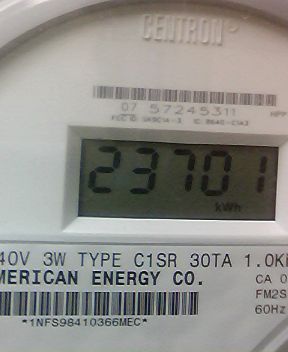 CENTRON
07 57245311
23701
kWh
40V 3W TYPE C1SR 30TA 1.0K
MERICAN ENERGY CO.
CA 0
FM2S
60Hz
*1NFS98410366MEC*